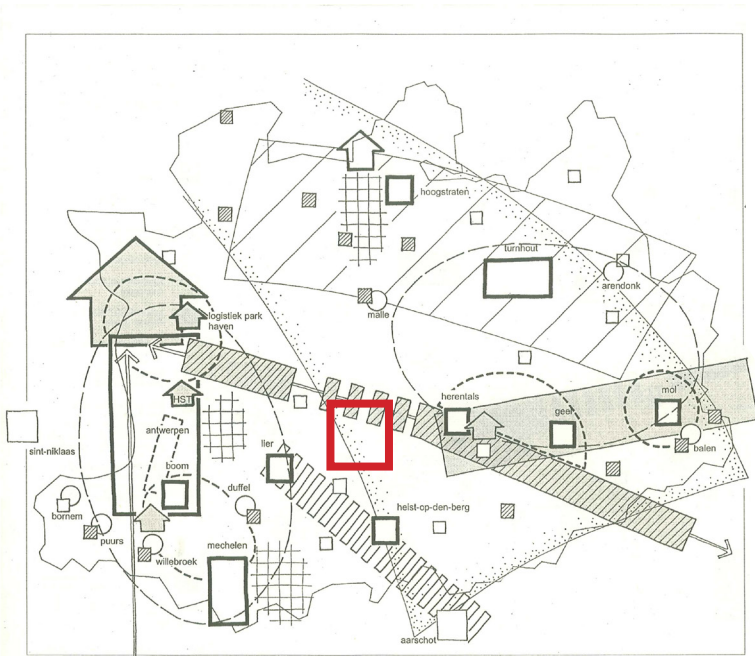 hoogstraten
turnhout
arendonk
malle
logistiek park
haven
HST
antwerpen
boom
lier
duffel
herentals
geel
mol
balen
sint-niklaas
bornem
puurs
willebroek
mechelen
heist-op-den-berg
aarschot